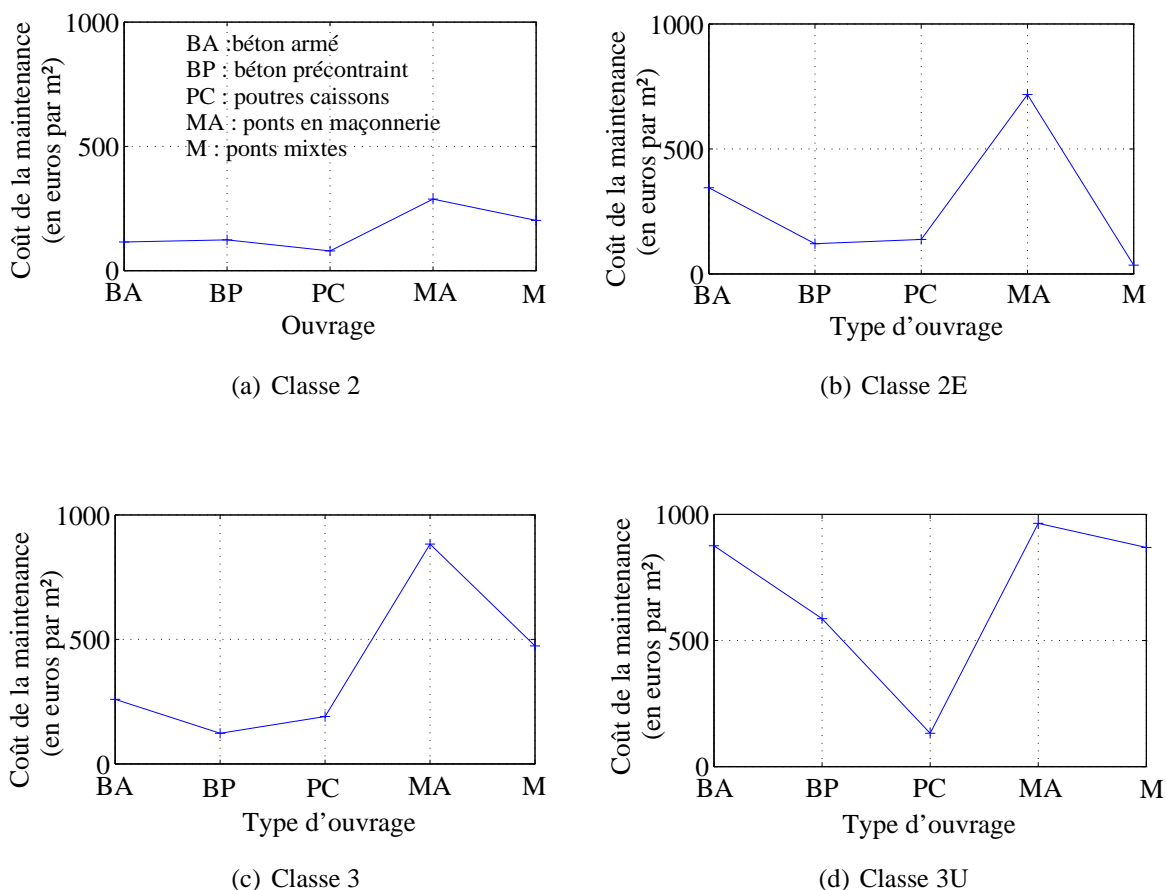 Coût de la maintenance
(en euros par m²)
1000
500
0
BA :béton armé
BP : béton précontraint
PC : poutres caissons
MA : ponts en maçonnerie
M : ponts mixtes
BA BP PC MA M
Ouvrage
(a) Classe 2
Coût de la maintenance
(en euros par m²)
1000
500
0
BA BP PC MA M
Type d’ouvrage
(b) Classe 2E
Coût de la maintenance
(en euros par m²)
1000
500
0
BA BP PC MA M
Type d’ouvrage
(c) Classe 3
Coût de la maintenance
(en euros par m²)
1000
500
0
BA BP PC MA M
Type d’ouvrage
(d) Classe 3U